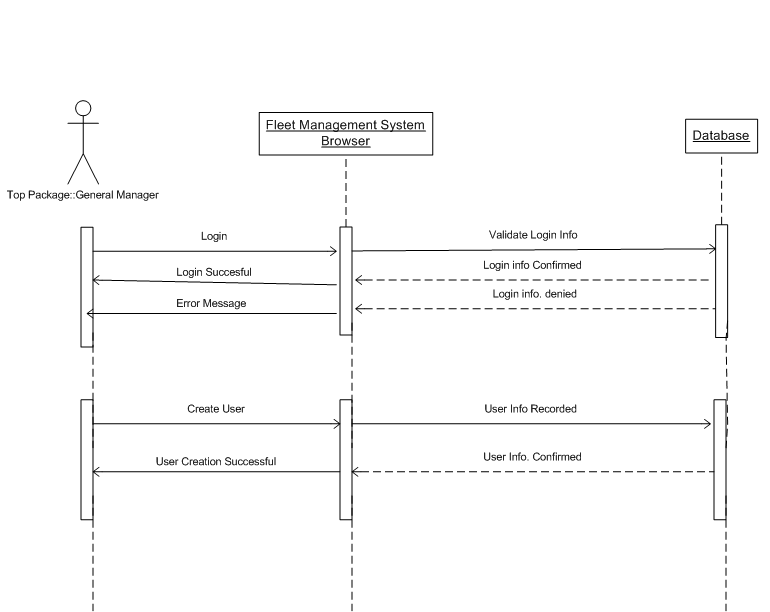 Fleet Management System
Browser
Database
Top Package::General Manager
Login
Validate Login Info
Login Succesful
Login info Confirmed
Error Message
Login info. denied
Create User
User Info Recorded
User Creation Successful
User Info. Confirmed